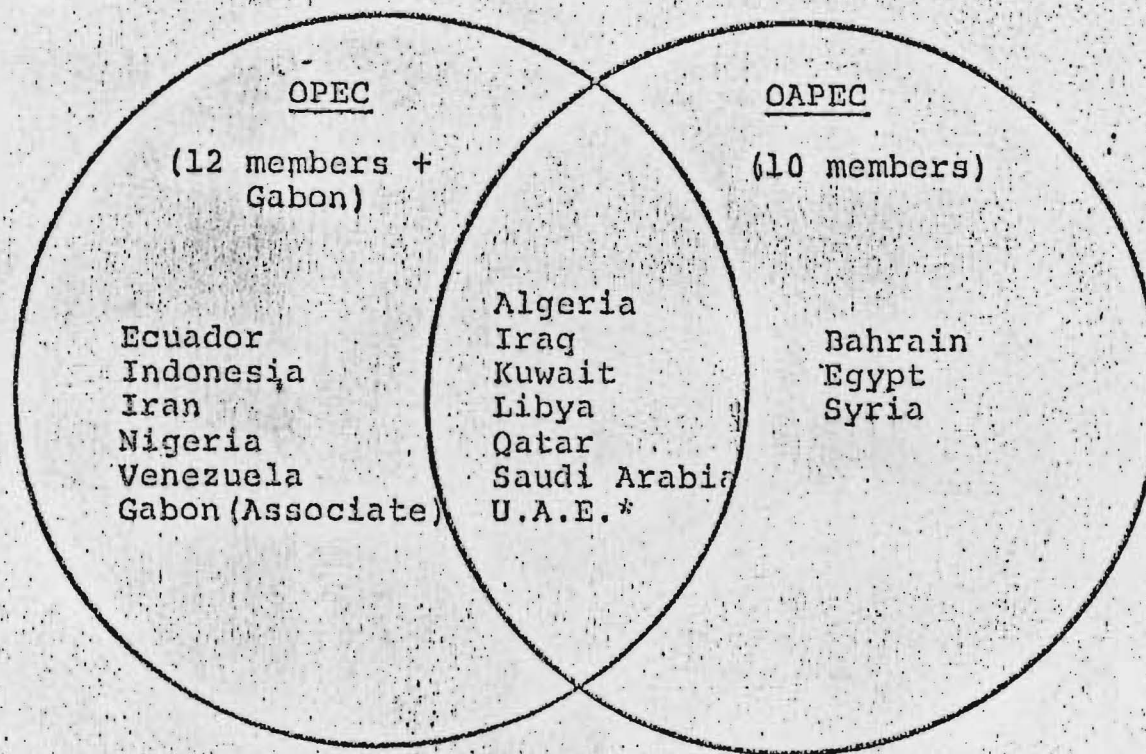 OPEC
(12 members +
Gabon)
Ecuador
Indonesia
Iran
Nigeria
Venezuela
Gabon (Associate)
Algeria
Iraq
Kuwait
Libya
Qatar
Saudi Arabia
U.A.E.*
OAPEC
(10 members)
Bahrain
Egypt
Syria